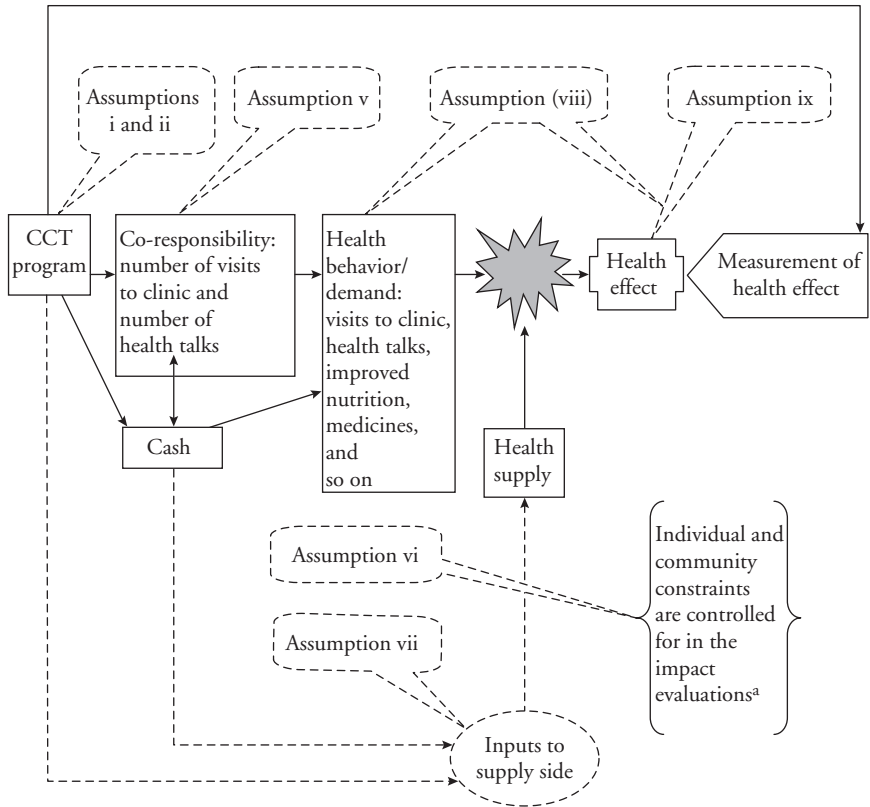 Assumptions
i and ii
Assumption v
Assumption (viii)
Assumption ix
CCT
program
Co-responsibility:
number of visits
to clinic and
number of
health talks
Health
behavior/
demand:
visits to clinic,
health talks,
improved
nutrition,
medicines,
and
so on
Health
effect
Measurement of
health effect
Cash
Health
supply
Assumption vi
Individual and
community
constraints
are controlled
for in the
impact
evaluationsᵃ
Assumption vii
Inputs to
supply side